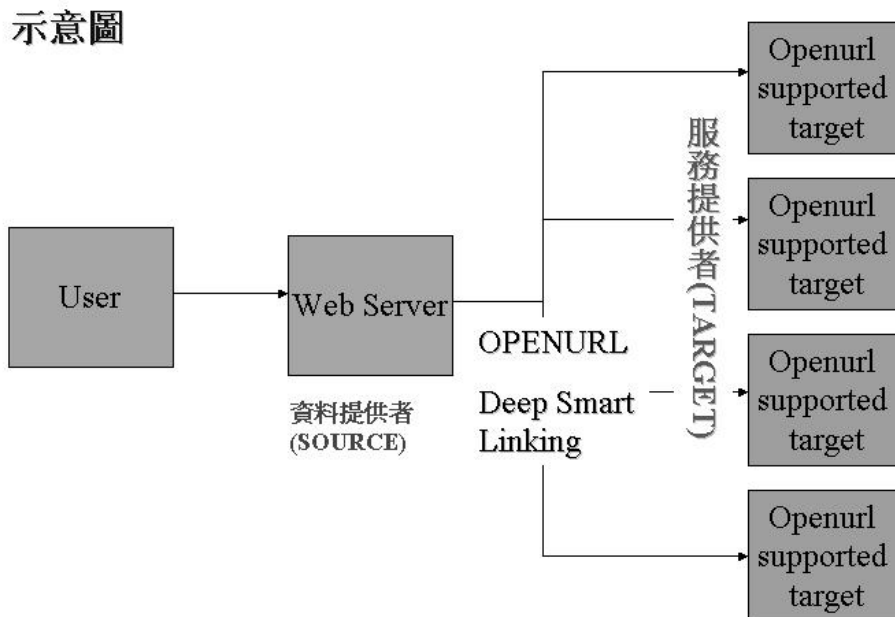 示意圖
User
Web Server
資料提供者
(SOURCE)
OPENURL
Deep Smart
Linking
服務提供者(TARGET)
Openurl
supported
target
Openurl
supported
target
Openurl
supported
target
Openurl
supported
target